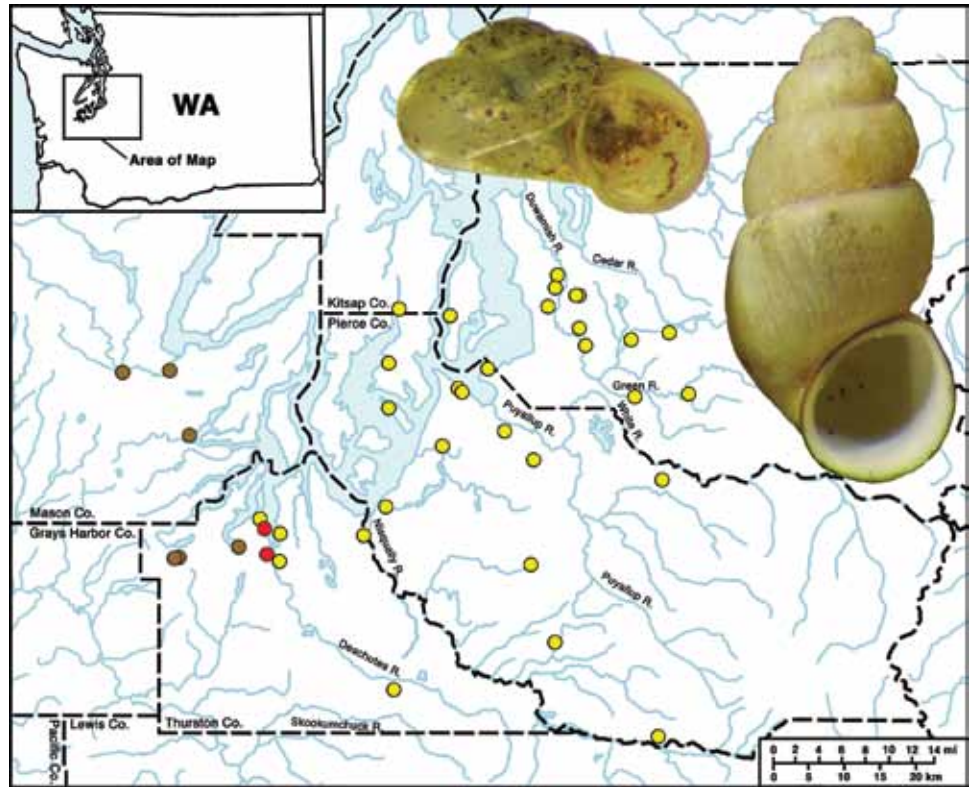 WA
Area of Map
Duwamish R.
Cedar R.
Kitsap Co.
Pierce Co.
Green R.
White R.
Puyallup R.
Mason Co.
Grays Harbor Co.
Nisqually R.
Puyallup R.
Deschutes R.
Lewis Co.
Thurston Co.
Skookumchuck R.
Pacific Co.
0 2 4 6 8 10 12 14 mi
0 5 10 15 20 km